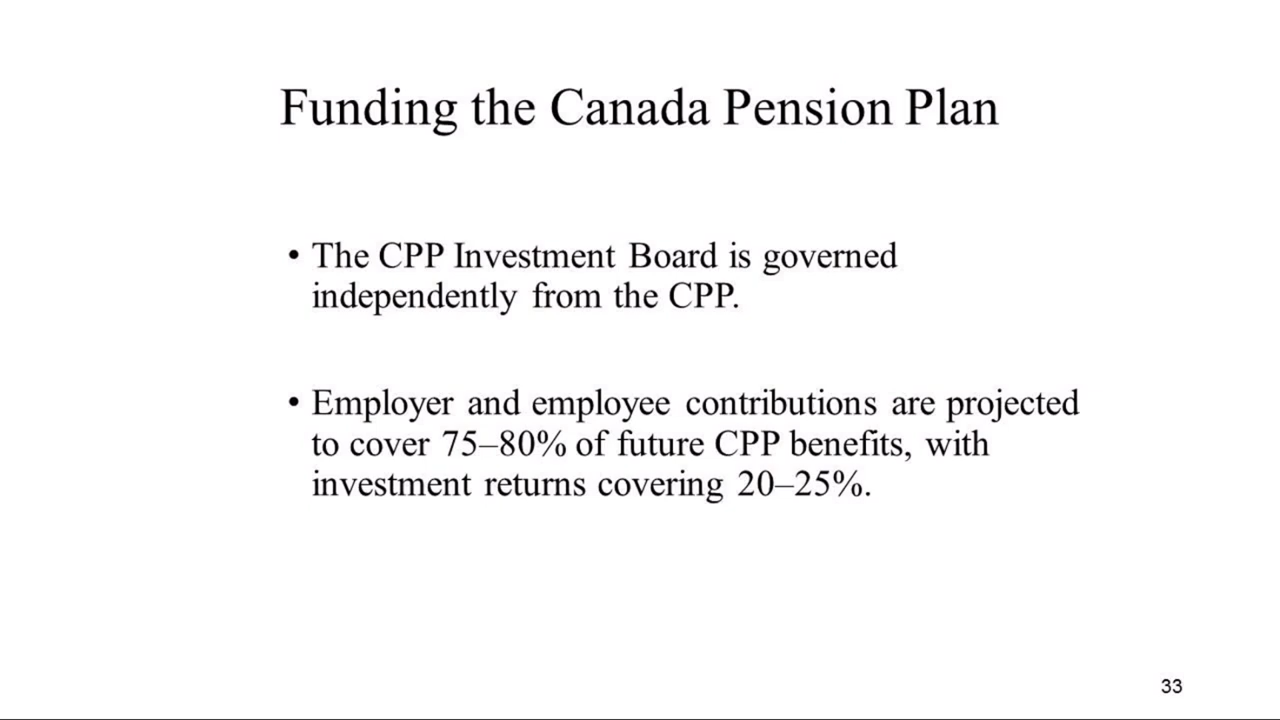 Funding the Canada Pension Plan
• The CPP Investment Board is governed
independently from the CPP.
• Employer and employee contributions are projected
to cover 75–80% of future CPP benefits, with
investment returns covering 20–25%.
33